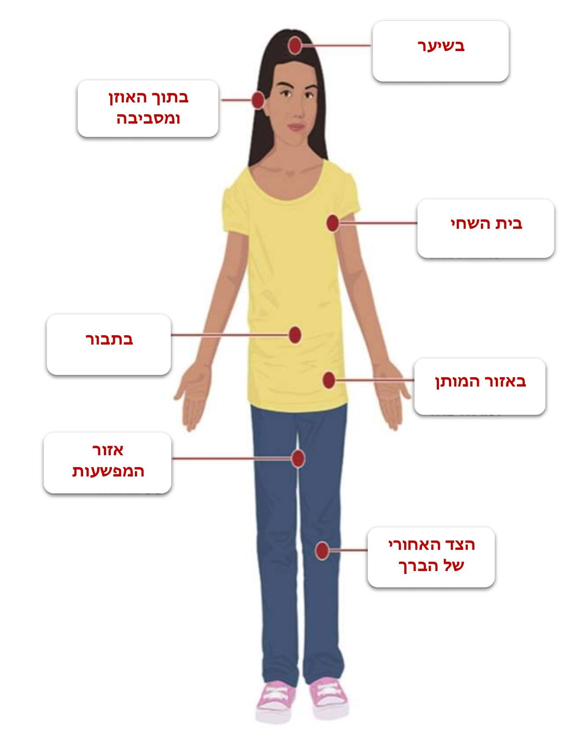 בשיער
בתוך האוזן
ומסביבה
בית השחי
בתבור
באזור המותן
אזור
המפשעות
הצד האחורי
של הברך